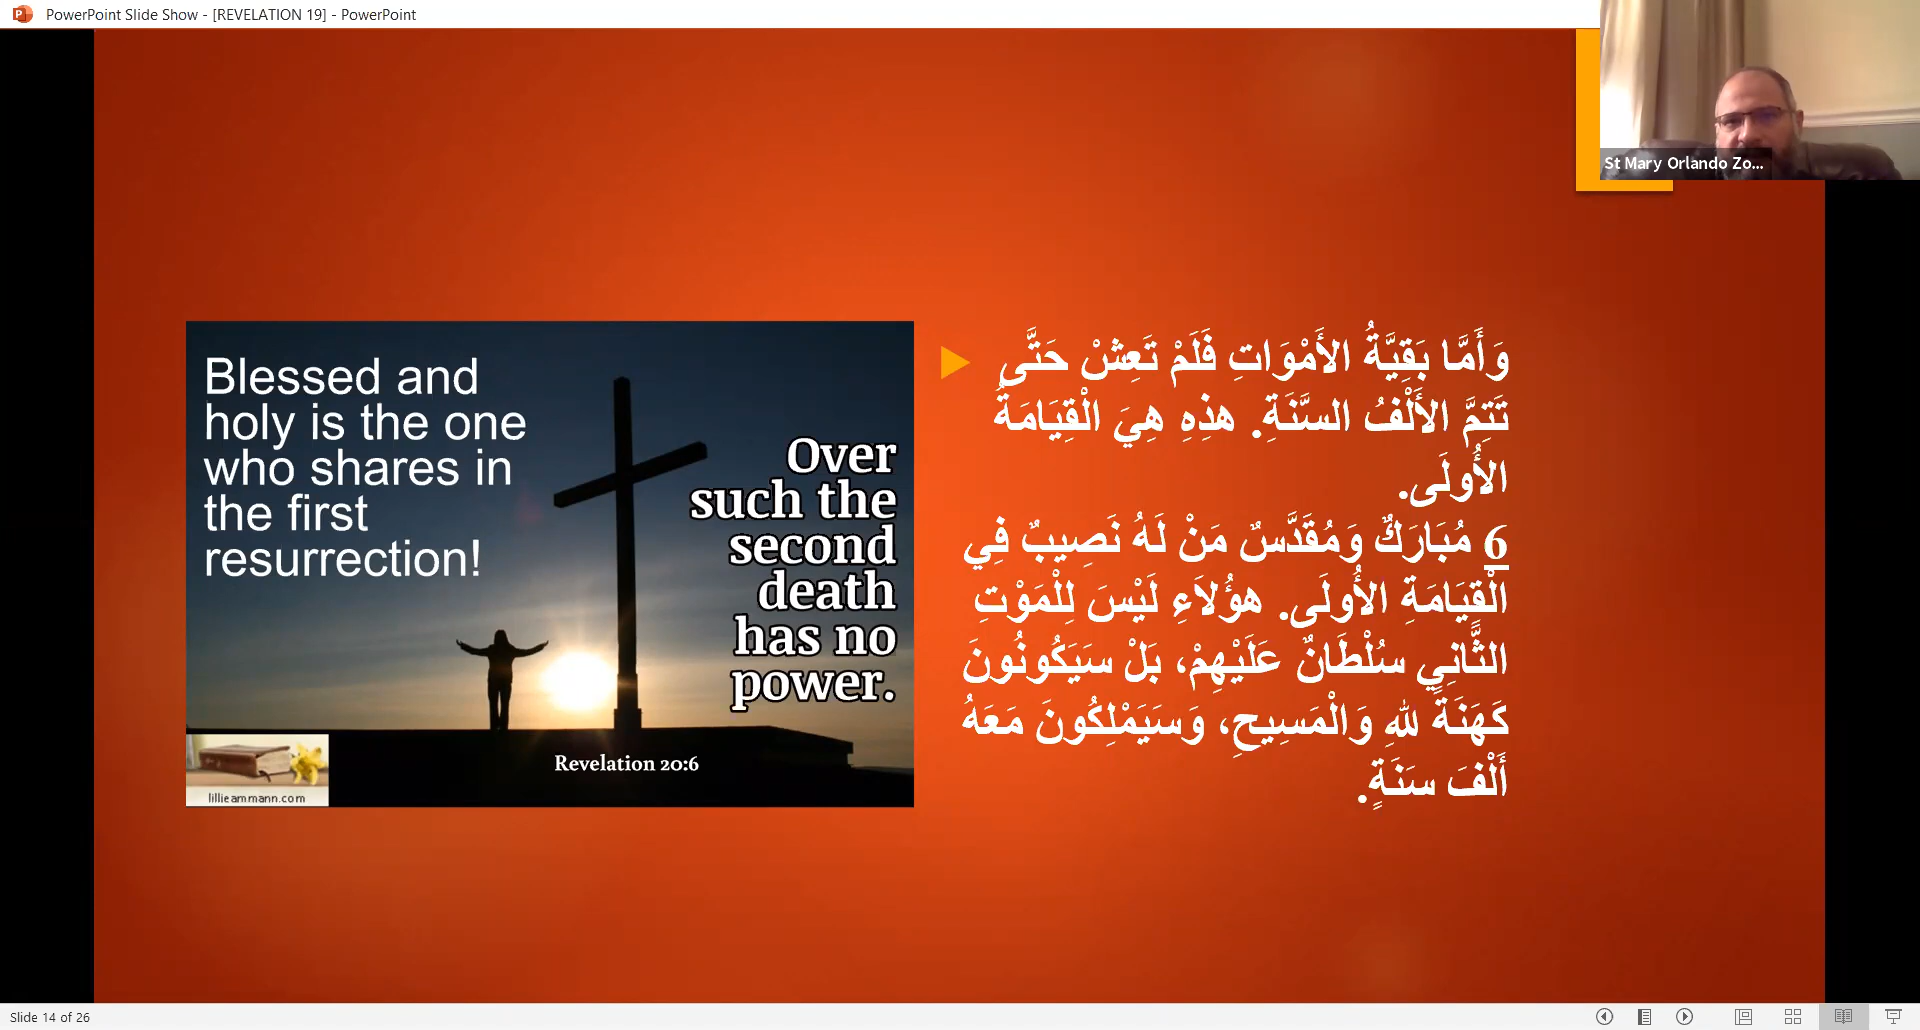 PowerPoint Slide Show - [REVELATION 19] - PowerPoint
St Mary Orlando Zo...
Blessed and
holy is the one
who shares in
the first
resurrection!
Over
such the
second
death
has no
power.
Revelation 20:6
lillieammann.com
وَأَمَّا بَقِيَّةُ الأَمْوَاتِ فَلَمْ تَعِشْ حَتَّى
تَتِمَّ الأَلْفُ السَّنَةِ. هذِهِ هِيَ الْقِيَامَةُ
الأُولَى.
6 مُبَارَكٌ وَمُقَدَّسٌ مَنْ لَهُ نَصِيبٌ فِي
الْقِيَامَةِ الأُولَى. هؤُلاَءِ لَيْسَ لِلْمَوْتِ
الثَّانِي سُلْطَانٌ عَلَيْهِمْ، بَلْ سَيَكُونُونَ
كَهَنَةً للهِ وَالْمَسِيحِ، وَسَيَمْلِكُونَ مَعَهُ
أَلْفَ سَنَةٍ.
Slide 14 of 26